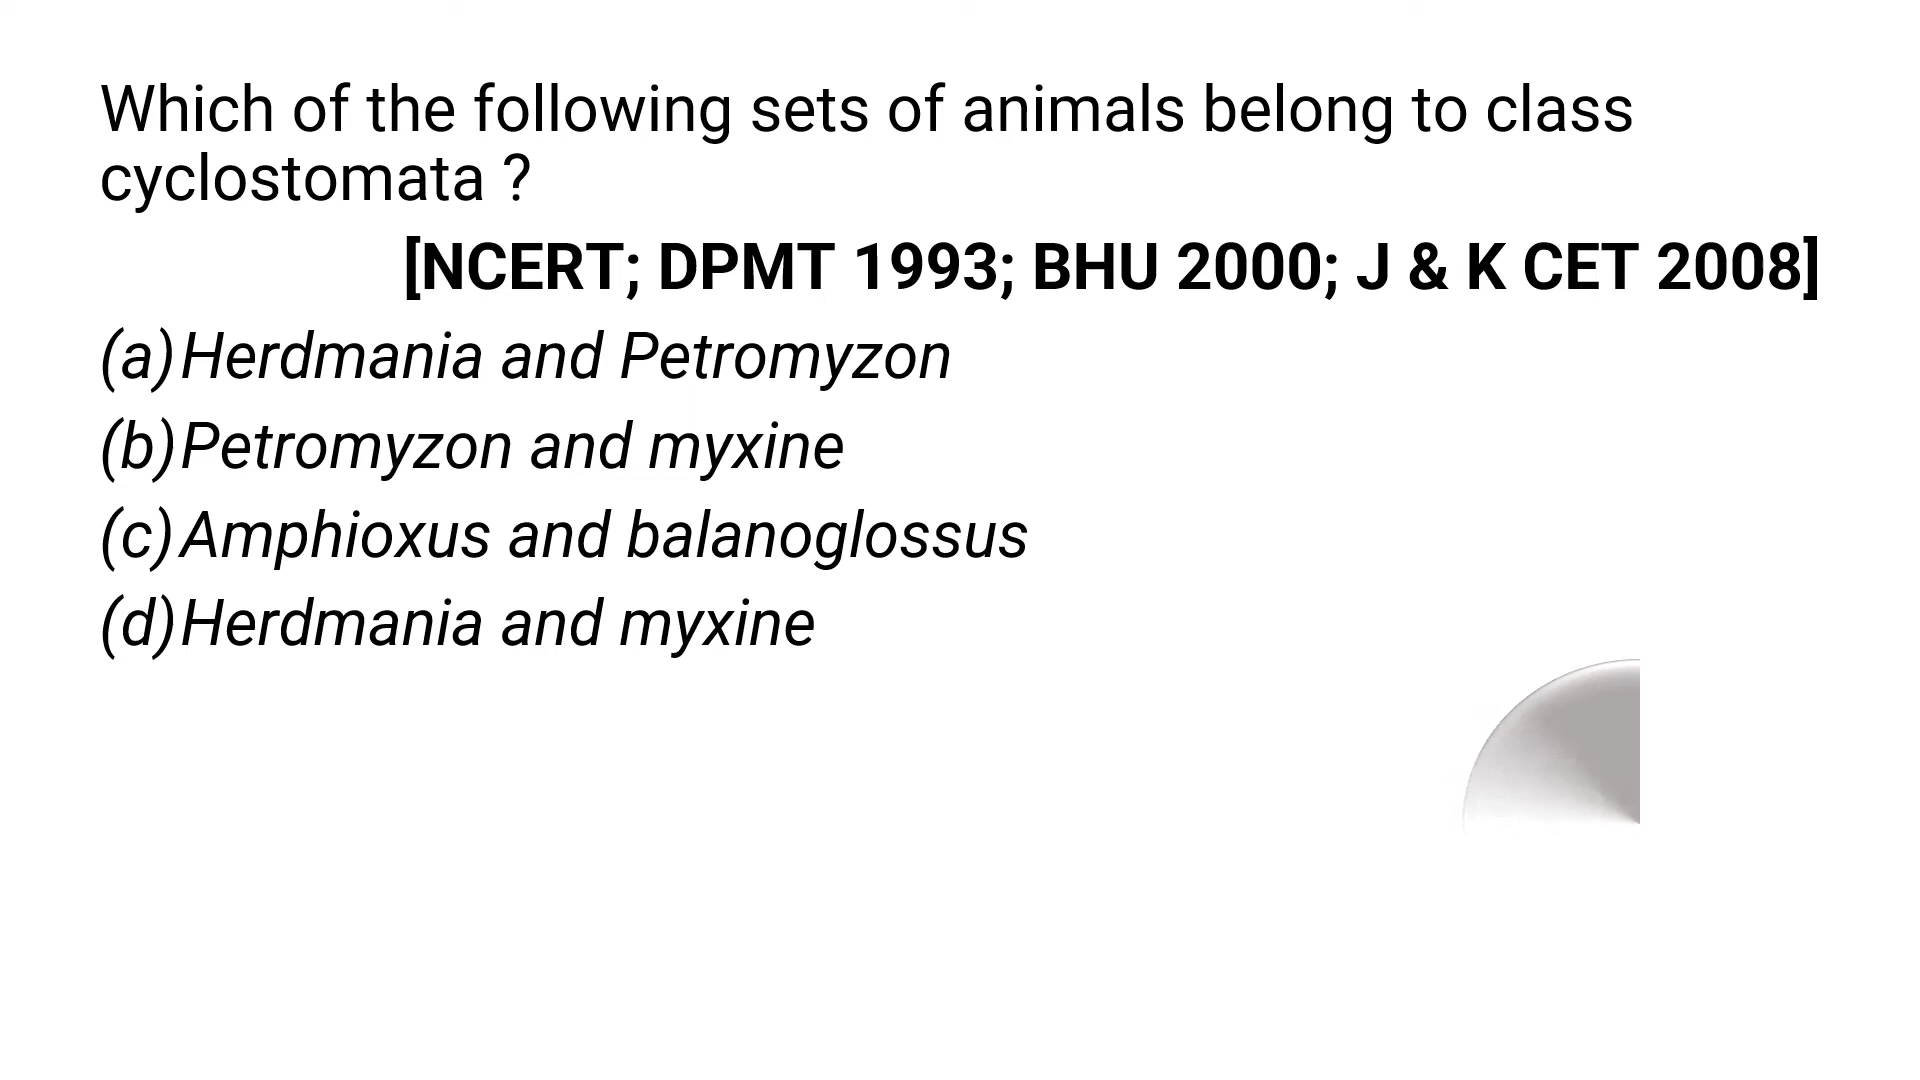 Which of the following sets of animals belong to class
cyclostomata ?
[NCERT; DPMT 1993; BHU 2000; J & K CET 2008]
(a) Herdmania and Petromyzon
(b) Petromyzon and myxine
(c) Amphioxus and balanoglossus
(d) Herdmania and myxine